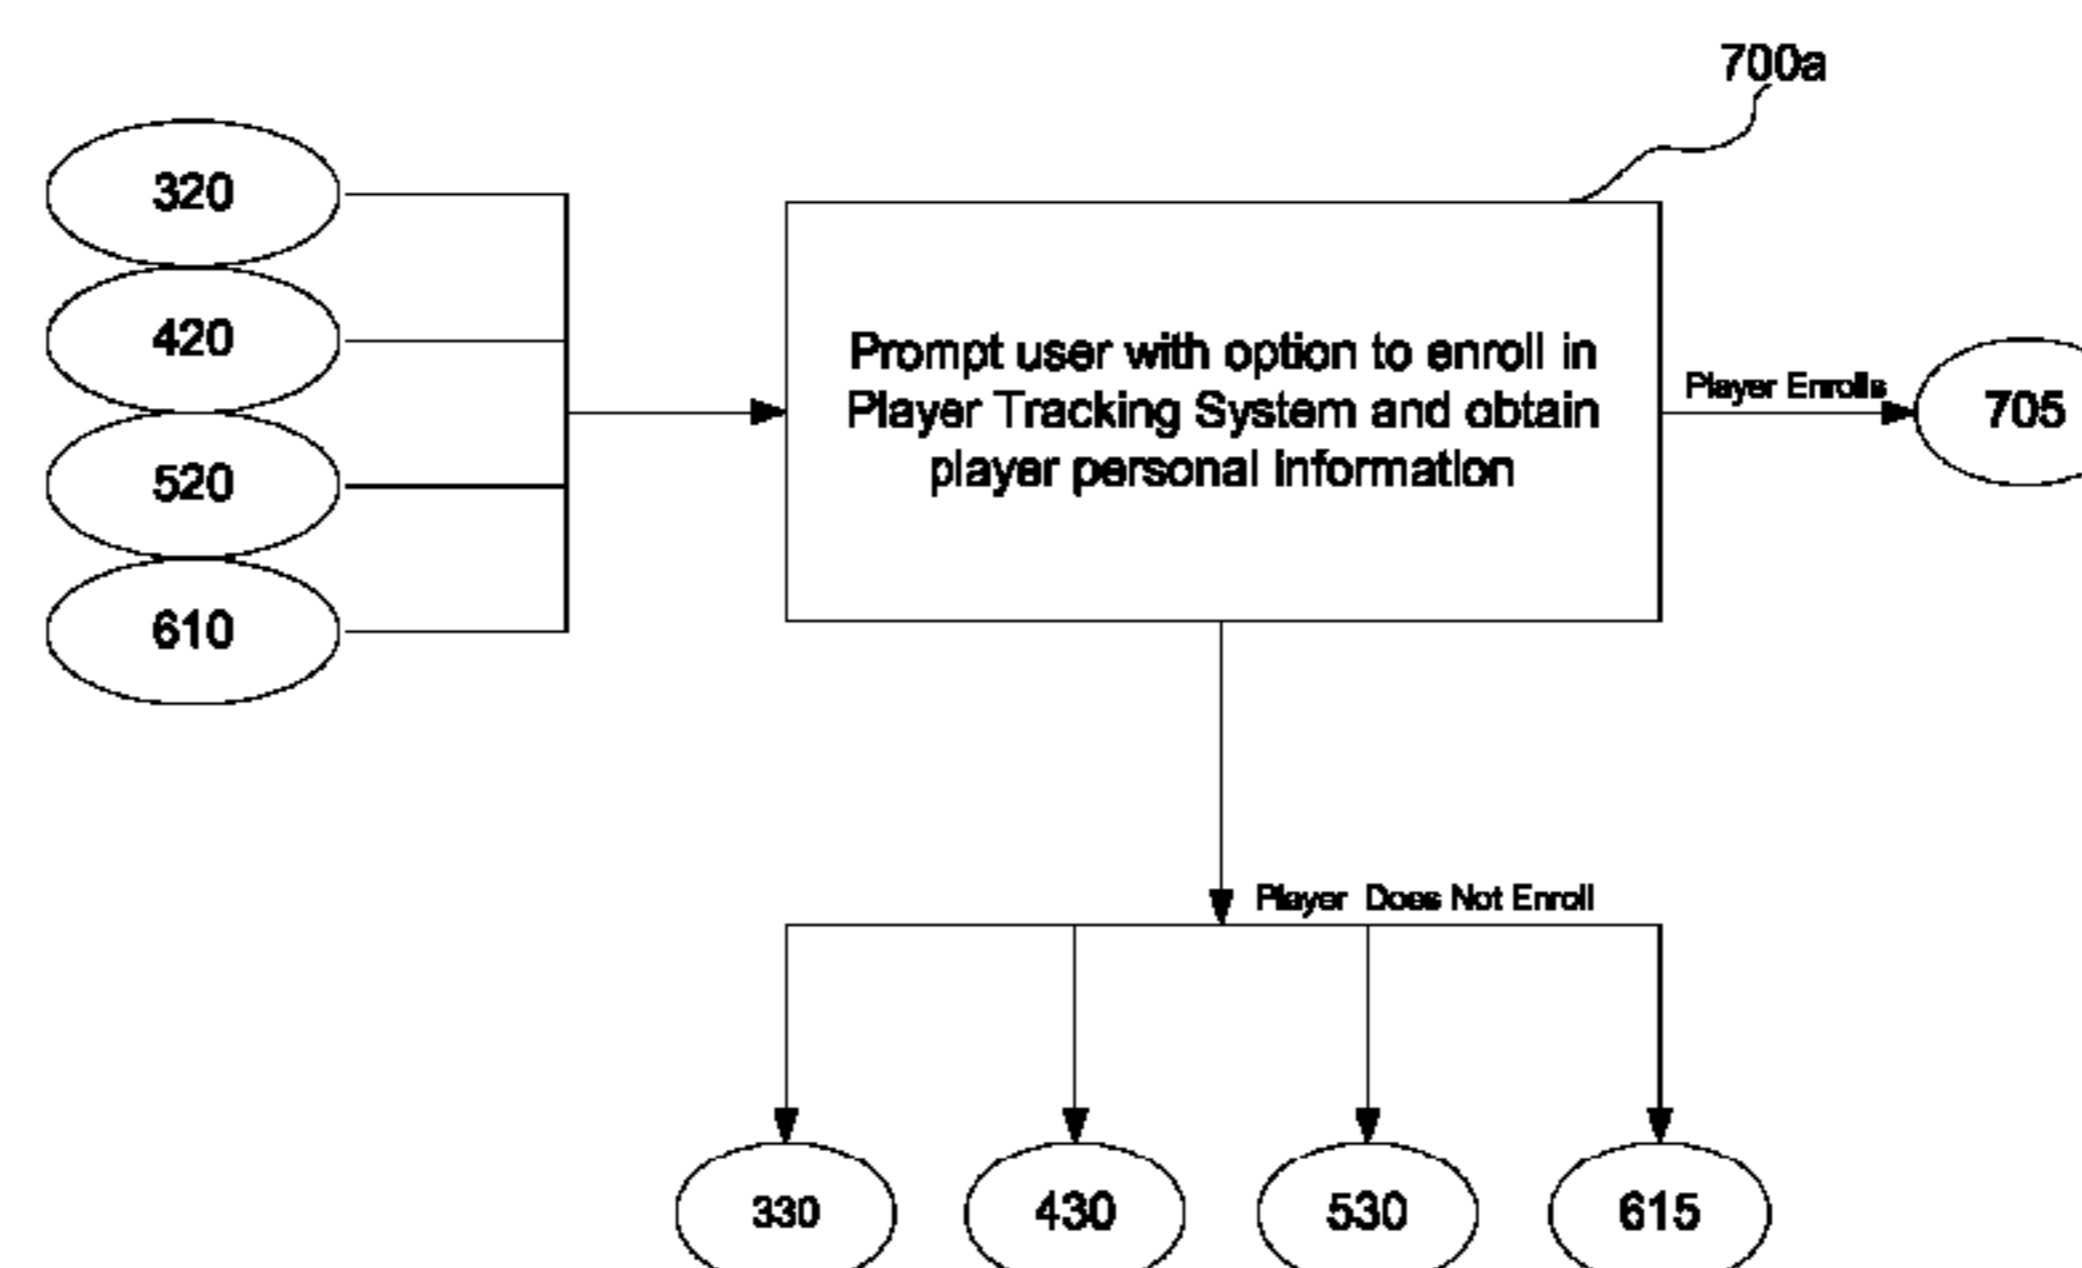 700a
320
420
520
610
Prompt user with option to enroll in
Player Tracking System and obtain
player personal information
Player Enrolls
705
Player Does Not Enroll
330
430
530
615